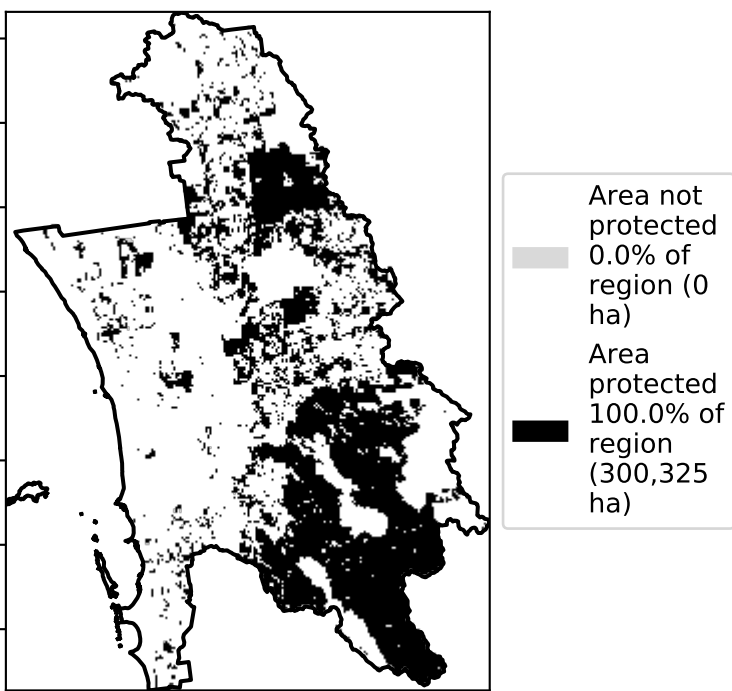 Area not
protected
0.0% of
region (0
ha)
Area
protected
100.0% of
region
(300,325
ha)